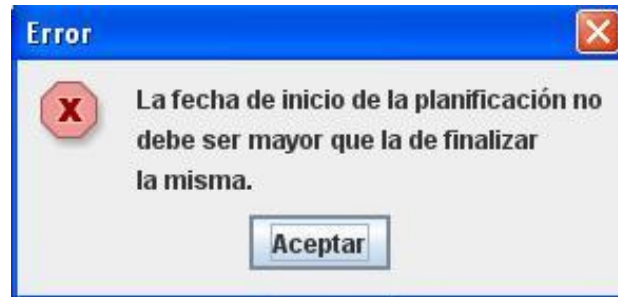 Error
La fecha de inicio de la planificación no
debe ser mayor que la de finalizar
la misma.
Aceptar